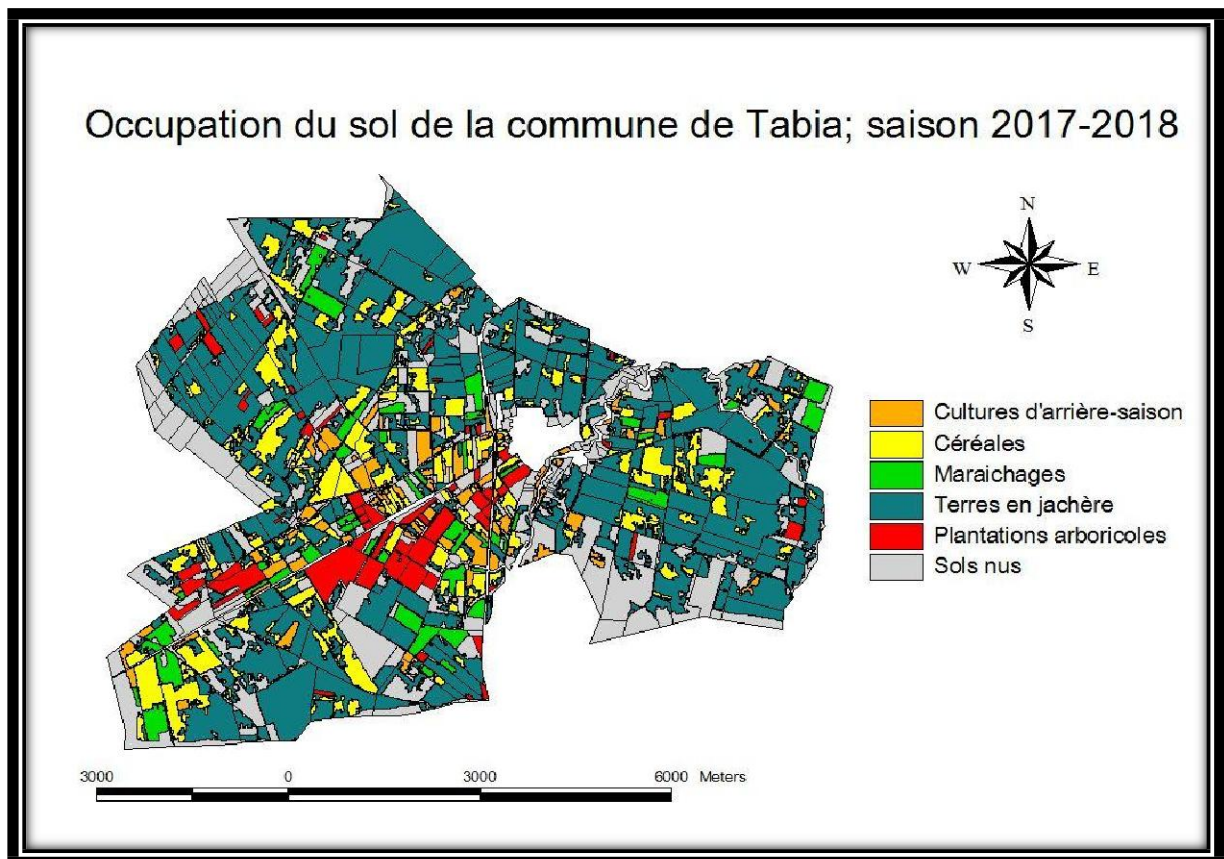 Occupation du sol de la commune de Tabia; saison 2017-2018
N
W E
S
Cultures d'arrière-saison
Céréales
Maraichages
Terres en jachère
Plantations arboricoles
Sols nus
3000 0 3000 6000 Meters